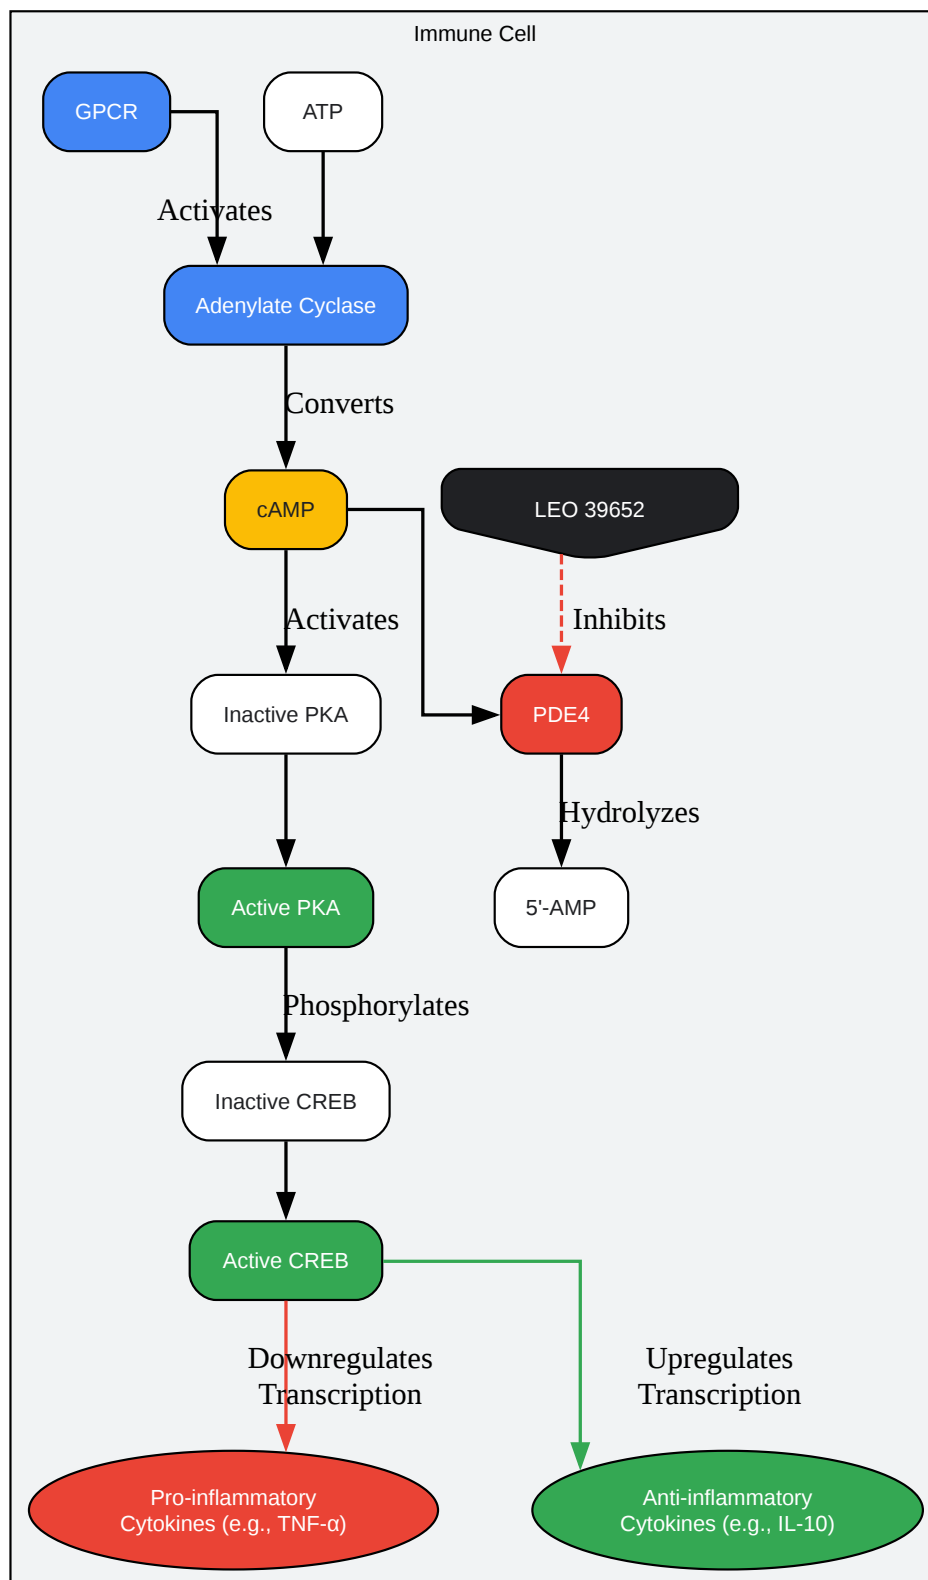 Immune Cell
GPCR
ATP
Activates
Adenylate Cyclase
Converts
cAMP
LEO 39652
Activates
Inhibits
Inactive PKA
PDE4
Hydrolyzes
Active PKA
5'-AMP
Phosphorylates
Inactive CREB
Active CREB
Downregulates
Transcription
Upregulates
Transcription
Pro-inflammatory
Cytokines (e.g., TNF-α)
Anti-inflammatory
Cytokines (e.g., IL-10)